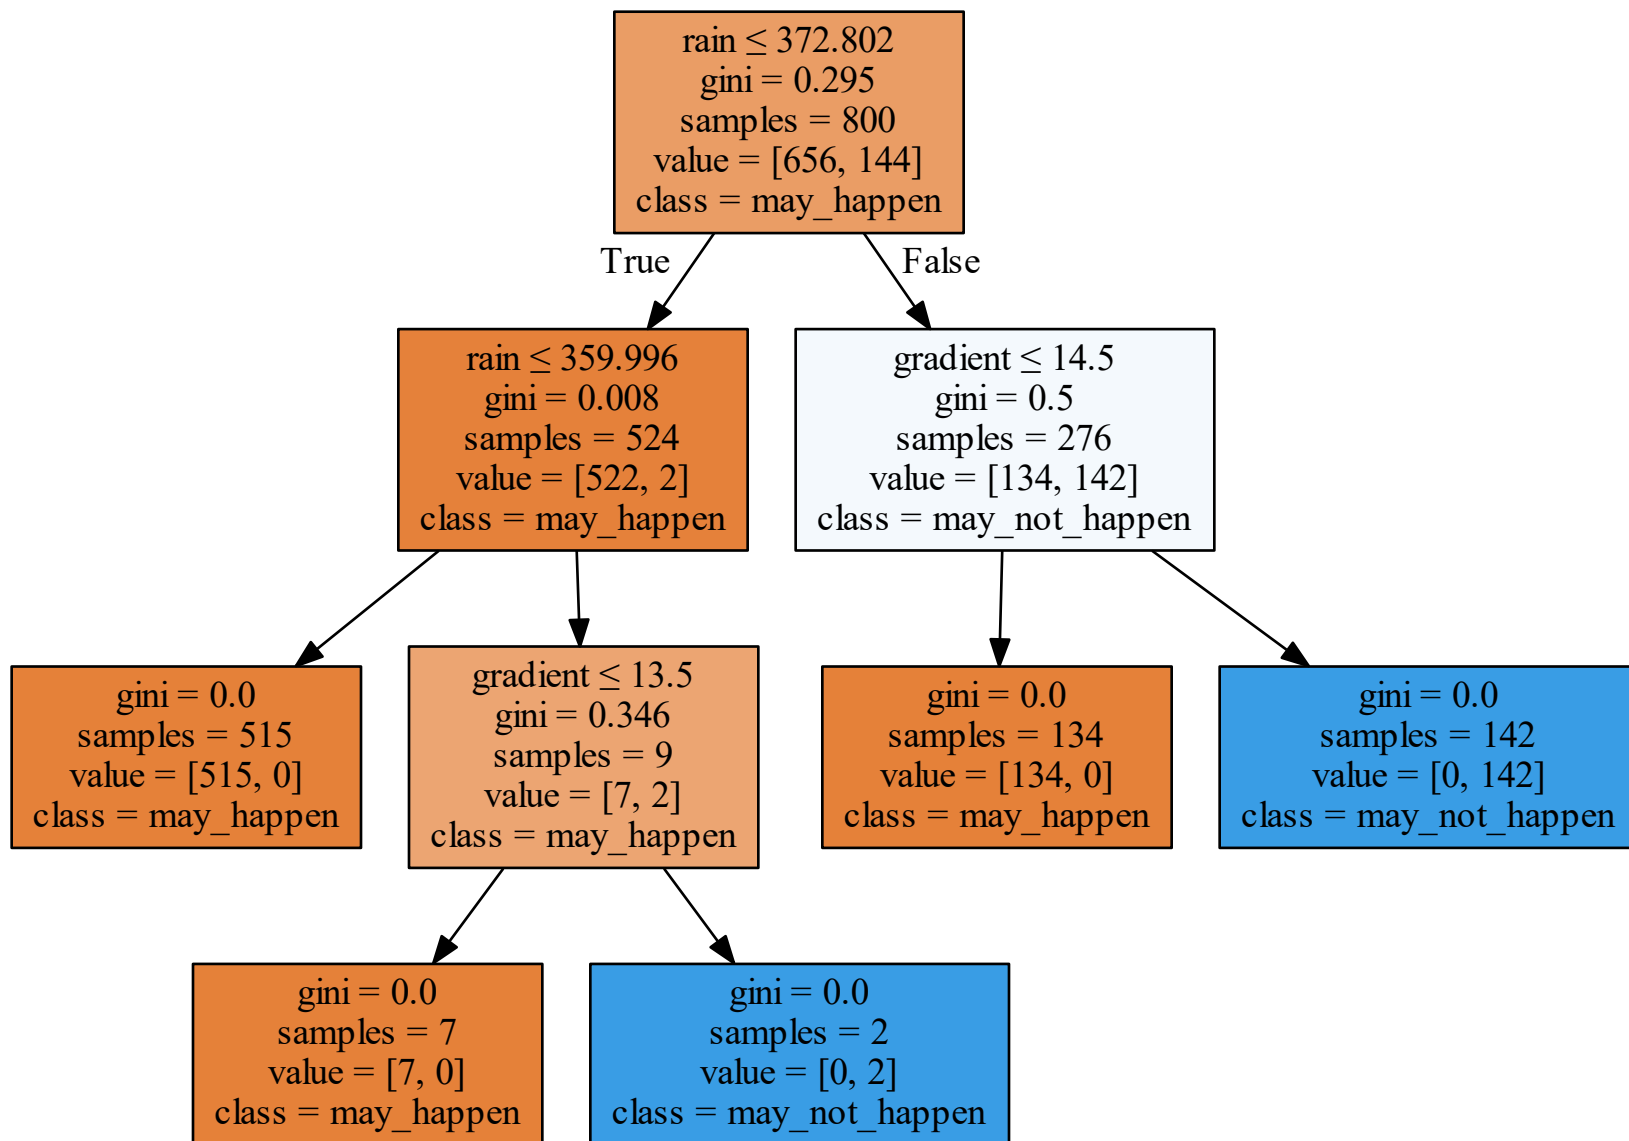 rain ≤ 372.802
gini = 0.295
samples = 800
value = [656, 144]
class = may_happen
True
False
rain ≤ 359.996
gini = 0.008
samples = 524
value = [522, 2]
class = may_happen
gradient ≤ 14.5
gini = 0.5
samples = 276
value = [134, 142]
class = may_not_happen
gini = 0.0
samples = 515
value = [515, 0]
class = may_happen
gradient ≤ 13.5
gini = 0.346
samples = 9
value = [7, 2]
class = may_happen
gini = 0.0
samples = 134
value = [134, 0]
class = may_happen
gini = 0.0
samples = 142
value = [0, 142]
class = may_not_happen
gini = 0.0
samples = 7
value = [7, 0]
class = may_happen
gini = 0.0
samples = 2
value = [0, 2]
class = may_not_happen